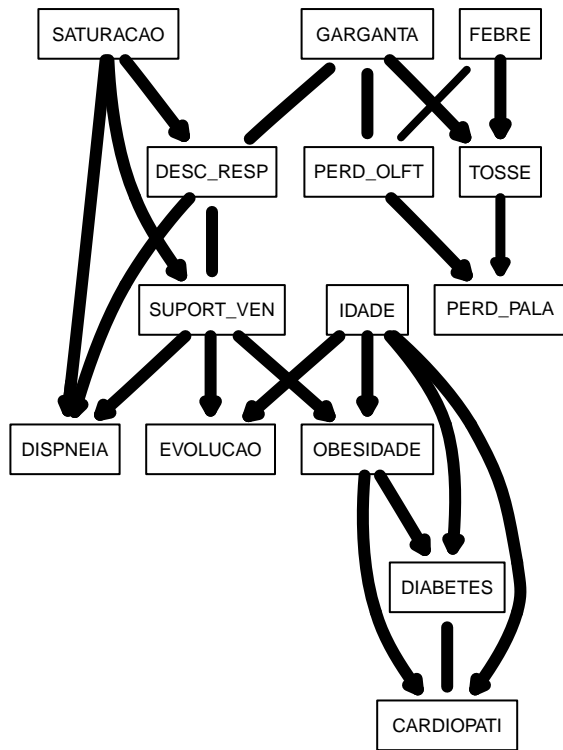 SATURACAO
GARGANTA
FEBRE
DESC_RESP
PERD_OLFT
TOSSE
SUPORT_VEN
IDADE
PERD_PALA
DISPNEIA
EVOLUCAO
OBESIDADE
DIABETES
CARDIOPATI